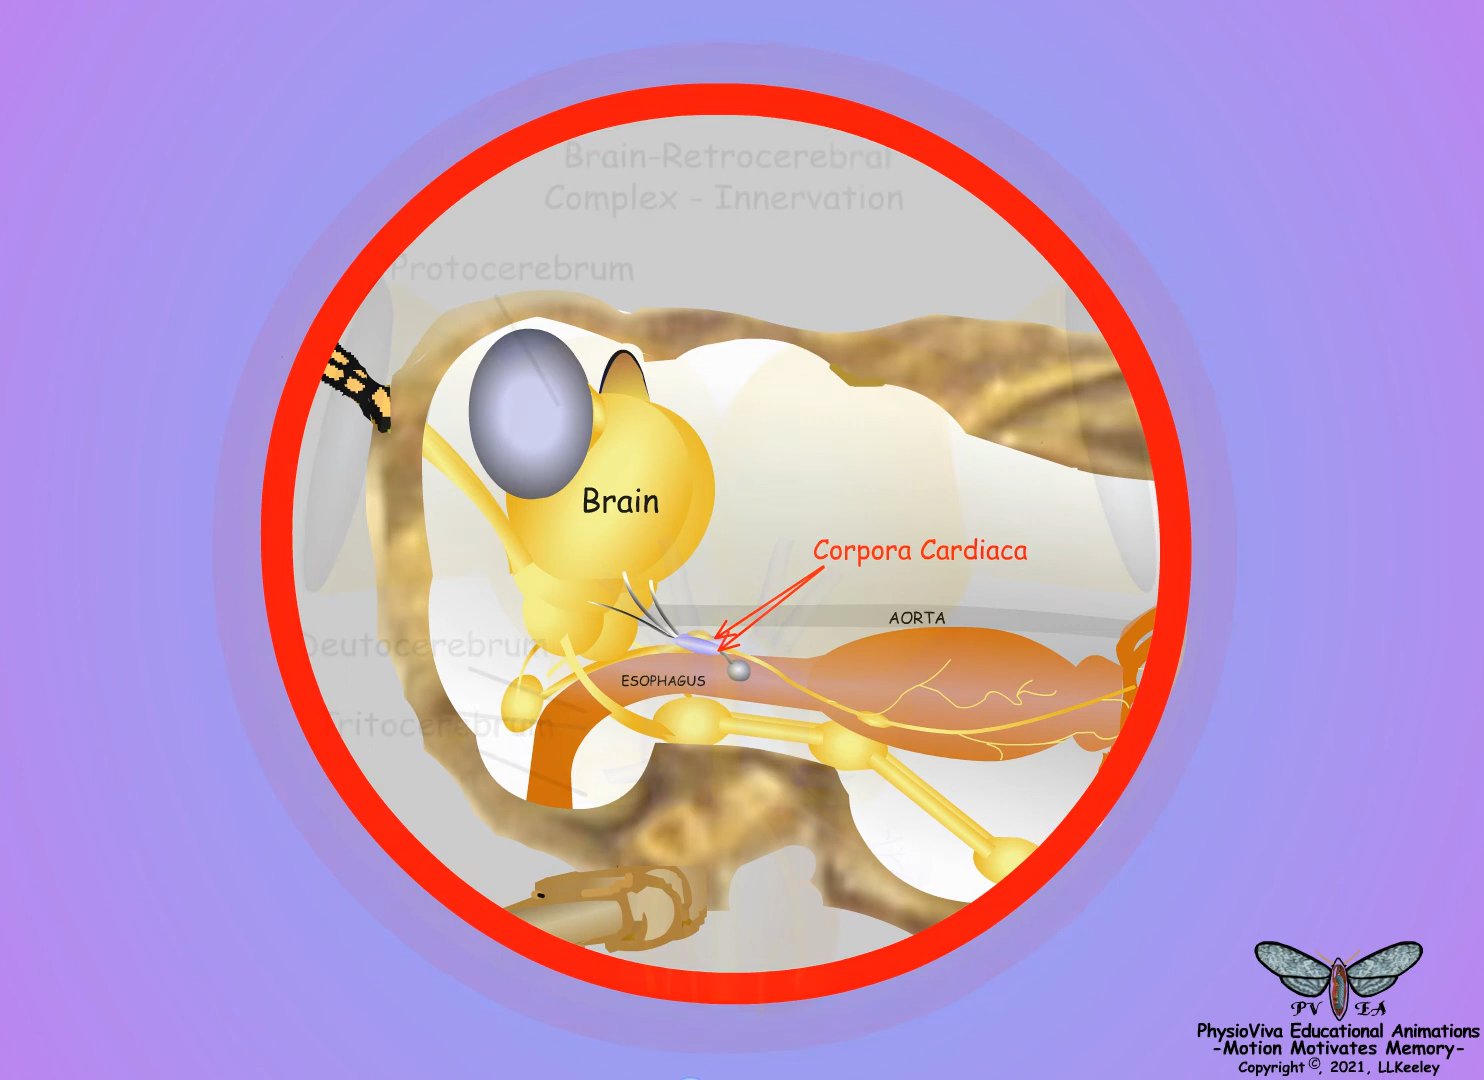 Brain-Retrocerebral
Complex - Innervation
Protocerebrum
Brain
Corpora Cardiaca
AORTA
Deutocerebrum
ESOPHAGUS
Tritocerebrum
PV EA
PhysioViva Educational Animations
-Motion Motivates Memory-
Copyright ©, 2021, LLKeeley